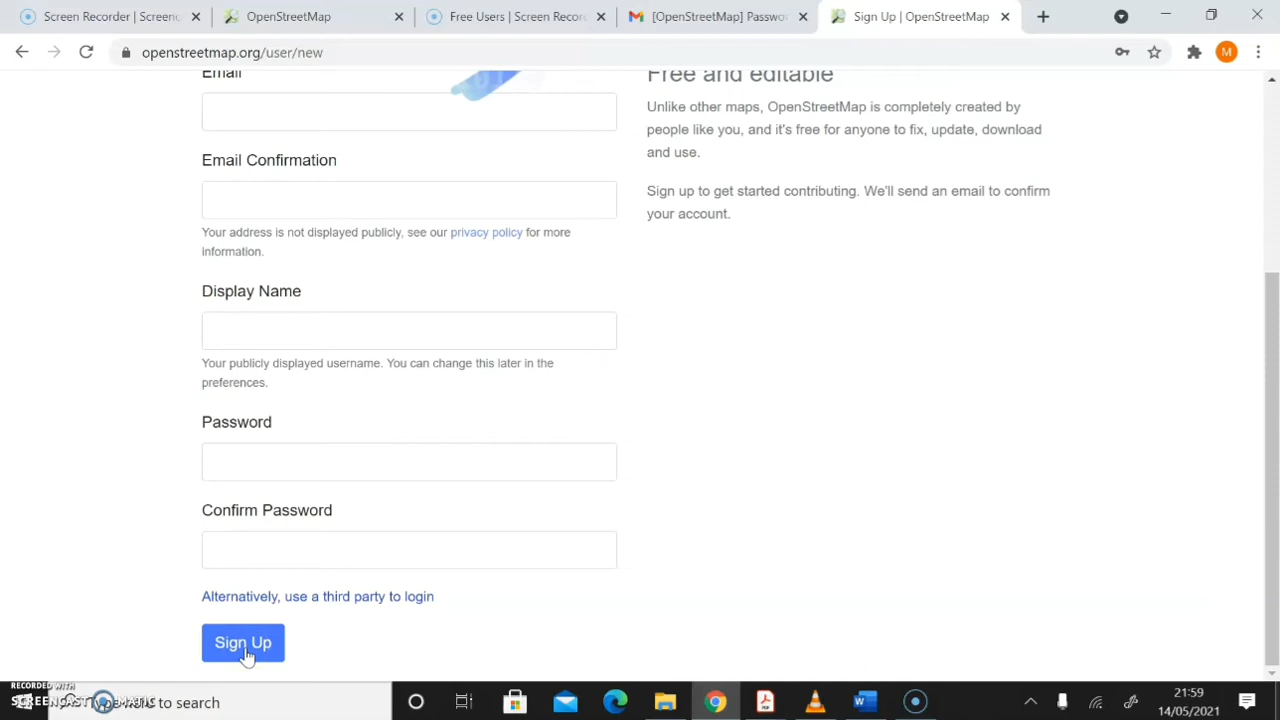 Screen Recorder | Screenc
OpenStreetMap
Free Users | Screen Recor
[OpenStreetMap] Passwo
Sign Up | OpenStreetMap
openstreetmap.org/user/new
M
Email
Free and editable
Unlike other maps, OpenStreetMap is completely created by
people like you, and it's free for anyone to fix, update, download
and use.
Email Confirmation
Sign up to get started contributing. We'll send an email to confirm
your account.
Your address is not displayed publicly, see our privacy policy for more
information.
Display Name
Your publicly displayed username. You can change this later in the
preferences.
Password
Confirm Password
Alternatively, use a third party to login
Sign Up
RECORDED WITH
SCREENCAST-O-MATIC
to search
21:59
14/05/2021